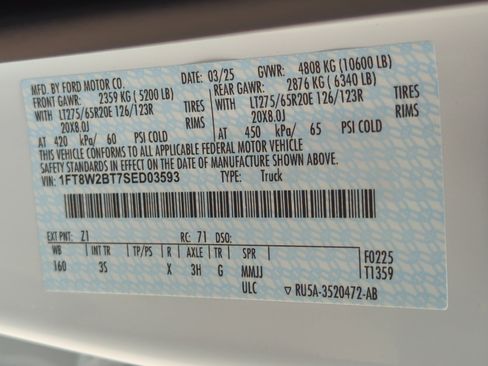 MFD. BY FORD MOTOR CO.
DATE: 03/25 GVWR: 4808 KG (10600 LB)
FRONT GAWR: 2359 KG (5200 LB) REAR GAWR: 2876 KG (6340 LB)
WITH LT275/65R20E 126/123R TIRES WITH LT275/65R20E 126/123R TIRES
20X8.0J RIMS 20X8.0J RIMS
AT 420 kPa/ 60 PSI COLD AT 450 kPa/ 65 PSI COLD
THIS VEHICLE CONFORMS TO ALL APPLICABLE FEDERAL MOTOR VEHICLE
SAFETY STANDARDS IN EFFECT ON THE DATE OF MANUFACTURE SHOWN ABOVE.
VIN: 1FT8W2BT7SED03593 TYPE: Truck
EXT PNT: Z1 RC: 71 DSO:
WB INT TR TP/PS R AXLE TR SPR F0225
160 3S X 3H G MMJJ T1359
ULC ▽ RU5A-3520472-AB